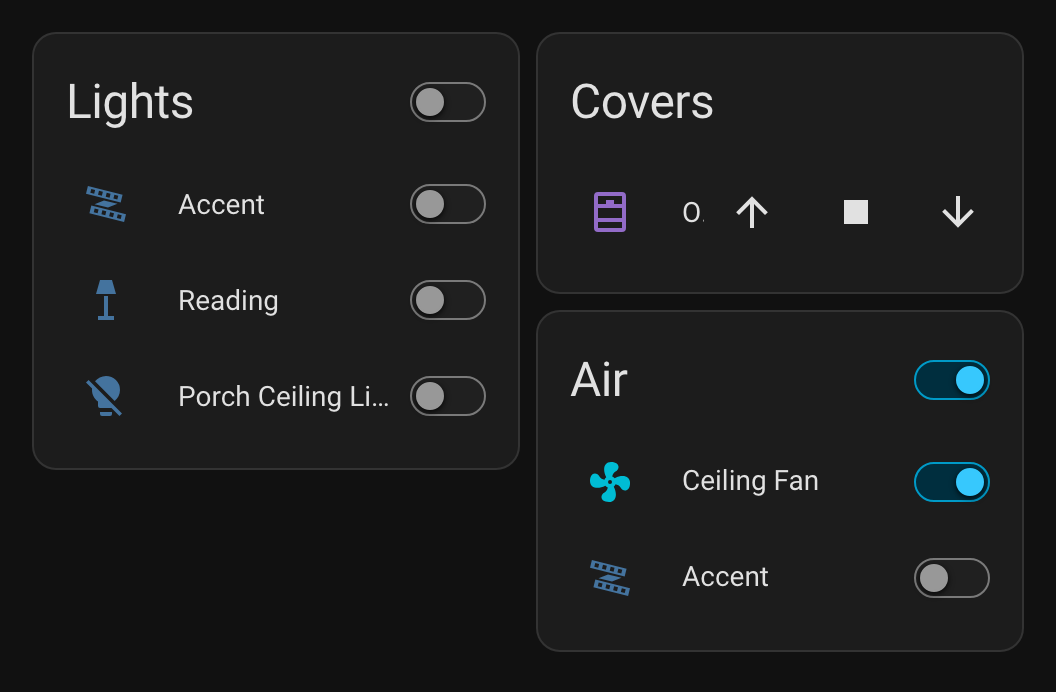 Lights
Accent
Reading
Porch Ceiling Li...
Covers
O.
Air
Ceiling Fan
Accent